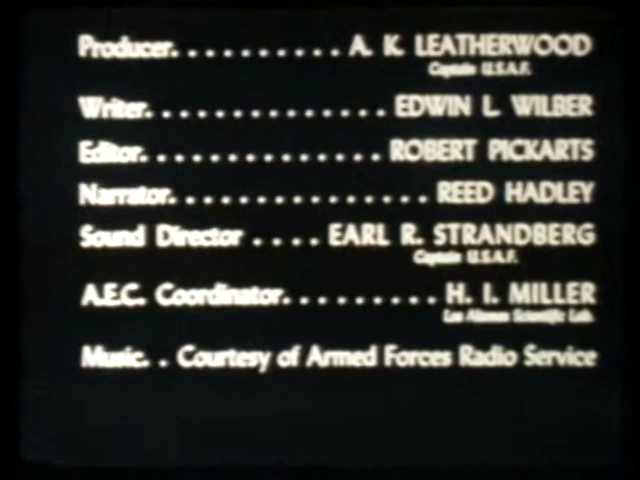 Producer. . . . . . . . . . . A. K. LEATHERWOOD
Captain U.S.A.F.
Writer. . . . . . . . . . . . . . . EDWIN L. WILBER
Editor. . . . . . . . . . . . . . . ROBERT PICKARTS
Narrator. . . . . . . . . . . . . . . . REED HADLEY
Sound Director . . . . EARL R. STRANDBERG
Captain U.S.A.F.
A.E.C. Coordinator. . . . . . . . . . H. I. MILLER
Los Alamos Scientific Lab.
Music. . Courtesy of Armed Forces Radio Service